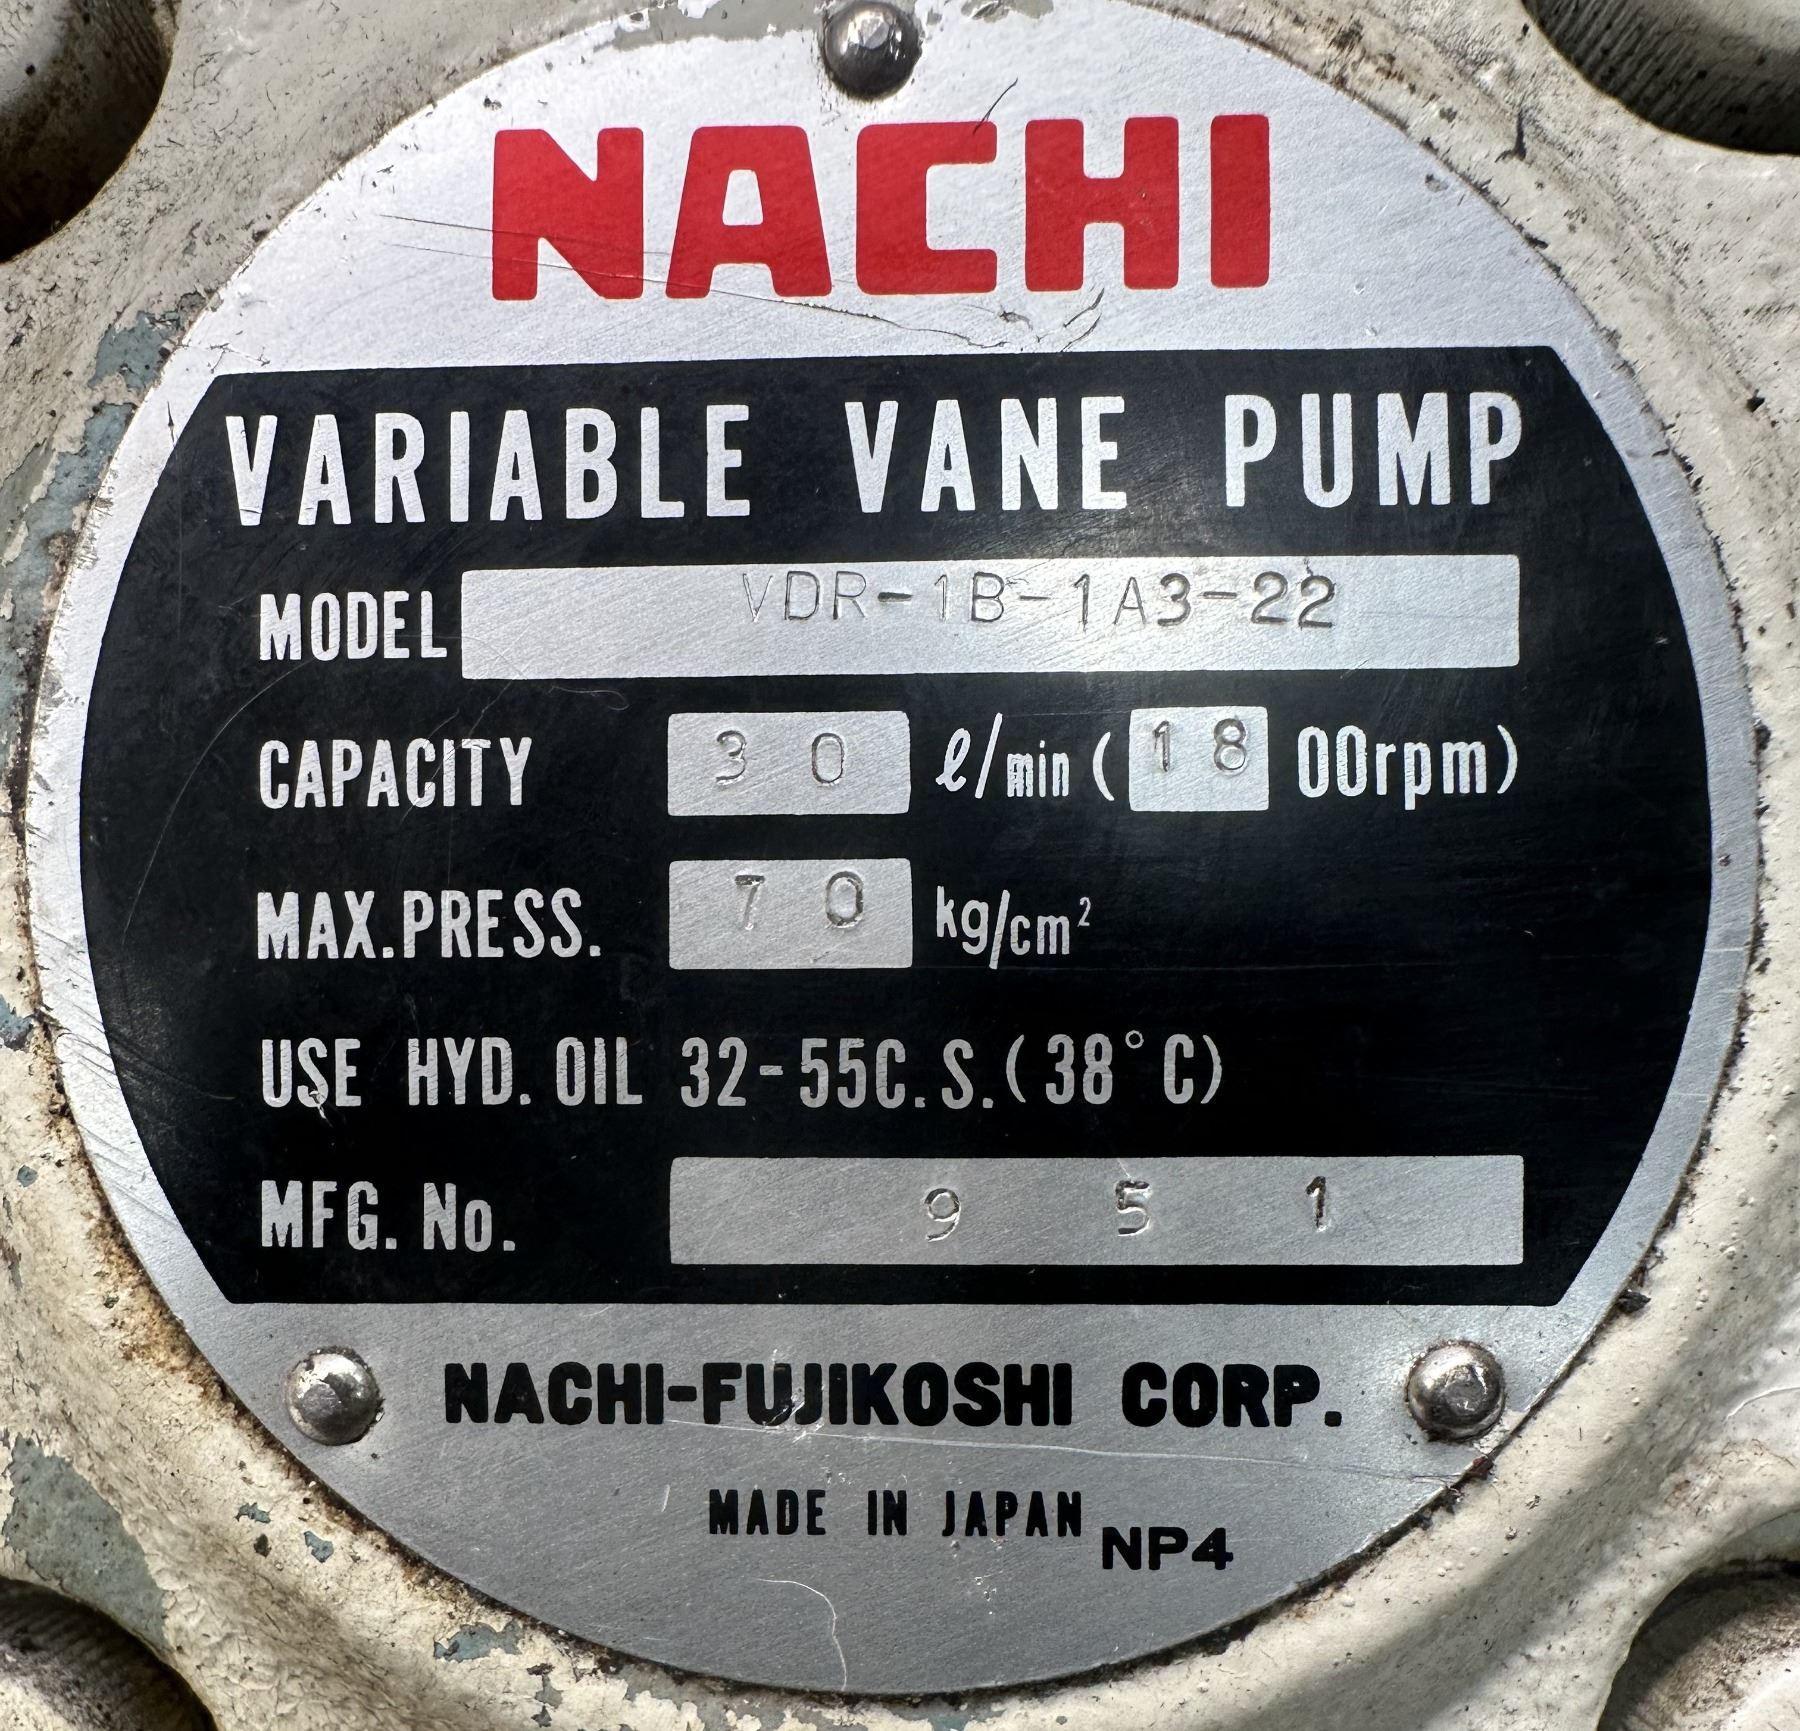 NACHI
VARIABLE VANE PUMP
MODEL VDR-1B-1A3-22
CAPACITY 30 ℓ/min (1800rpm)
MAX.PRESS. 70 kg/cm²
USE HYD. OIL 32-55C.S.(38°C)
MFG. No. 951
NACHI-FUJIKOSHI CORP.
MADE IN JAPAN NP4